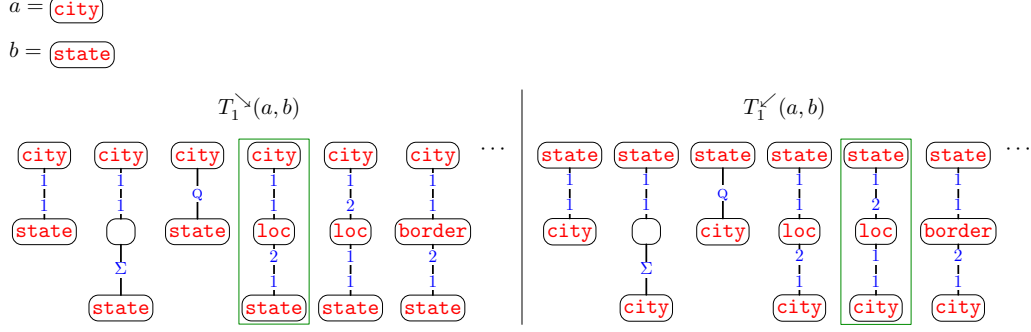 a = city
b = state
T₁↘(a, b) T₁↙(a, b)
city city city city city city ⋯ state state state state state state ⋯
1 1 1 1 1 1 1 1 2 1
Q Q
1 1 1 2 1 1 1 1 2 1
state state loc loc border city city loc loc border
2 1 2 2 1 2
Σ Σ
1 1 1 1 1 1
state state state state city city city city